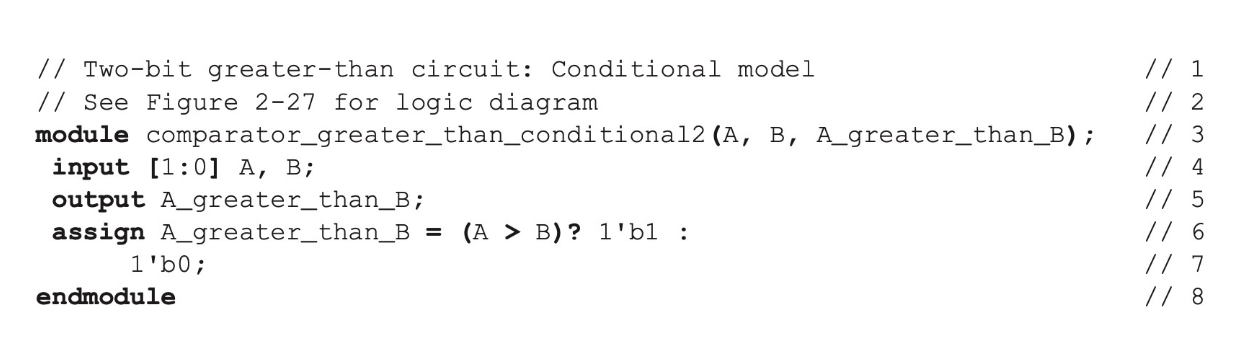 // Two-bit greater-than circuit: Conditional model // 1
// See Figure 2-27 for logic diagram // 2
module comparator_greater_than_conditional2(A, B, A_greater_than_B); // 3
input [1:0] A, B; // 4
output A_greater_than_B; // 5
assign A_greater_than_B = (A > B)? 1'b1 : // 6
1'b0; // 7
endmodule // 8